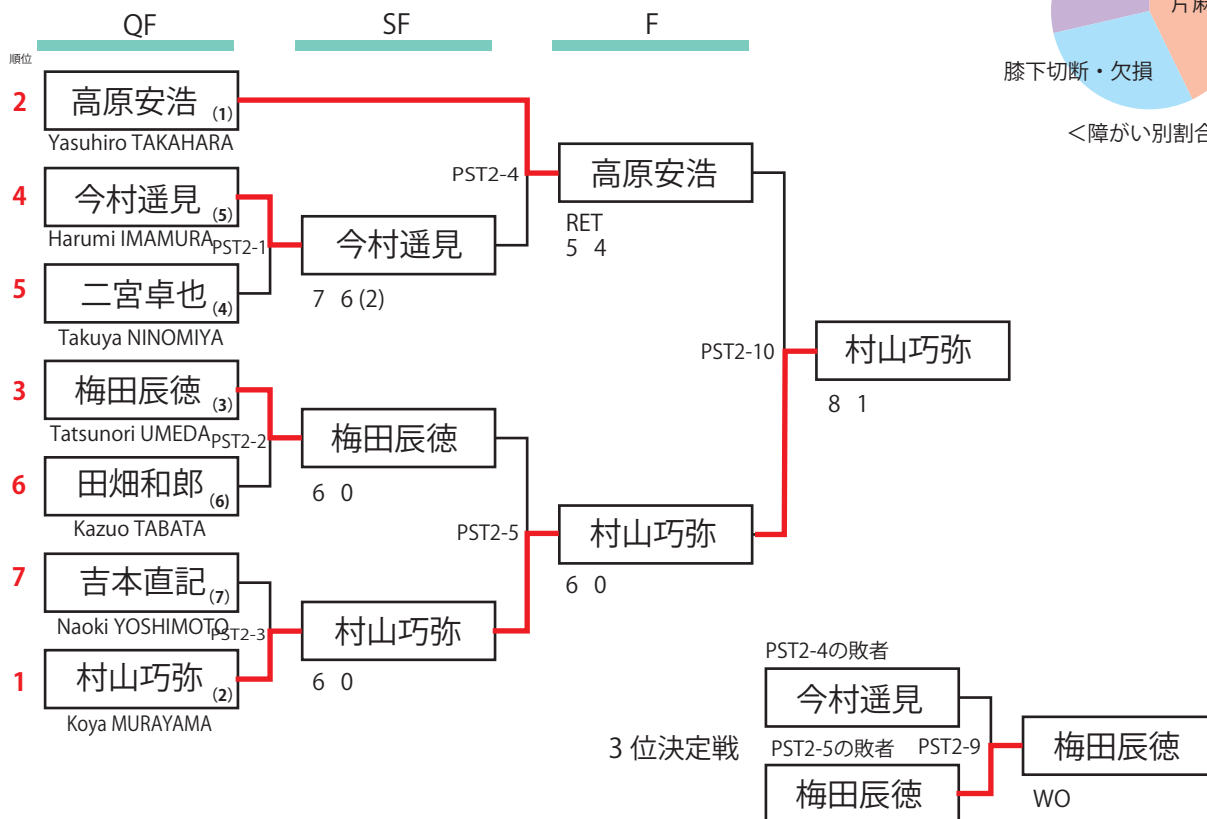 QF
SF
F
順位
2
高原安浩 (1)
Yasuhiro TAKAHARA
4
今村遥見 (5)
Harumi IMAMURA
PST2-1
5
二宮卓也 (4)
Takuya NINOMIYA
3
梅田辰徳 (3)
Tatsunori UMEDA
PST2-2
6
田畑和郎 (6)
Kazuo TABATA
7
吉本直記 (7)
Naoki YOSHIMOTO
PST2-3
1
村山巧弥 (2)
Koya MURAYAMA
今村遥見
7 6 (2)
梅田辰徳
6 0
村山巧弥
6 0
PST2-4
高原安浩
RET
5 4
PST2-5
村山巧弥
6 0
PST2-10
村山巧弥
8 1
3 位決定戦
PST2-4の敗者
今村遥見
PST2-5の敗者
梅田辰徳
PST2-9
梅田辰徳
WO
片麻
膝下切断・欠損
＜障がい別割合